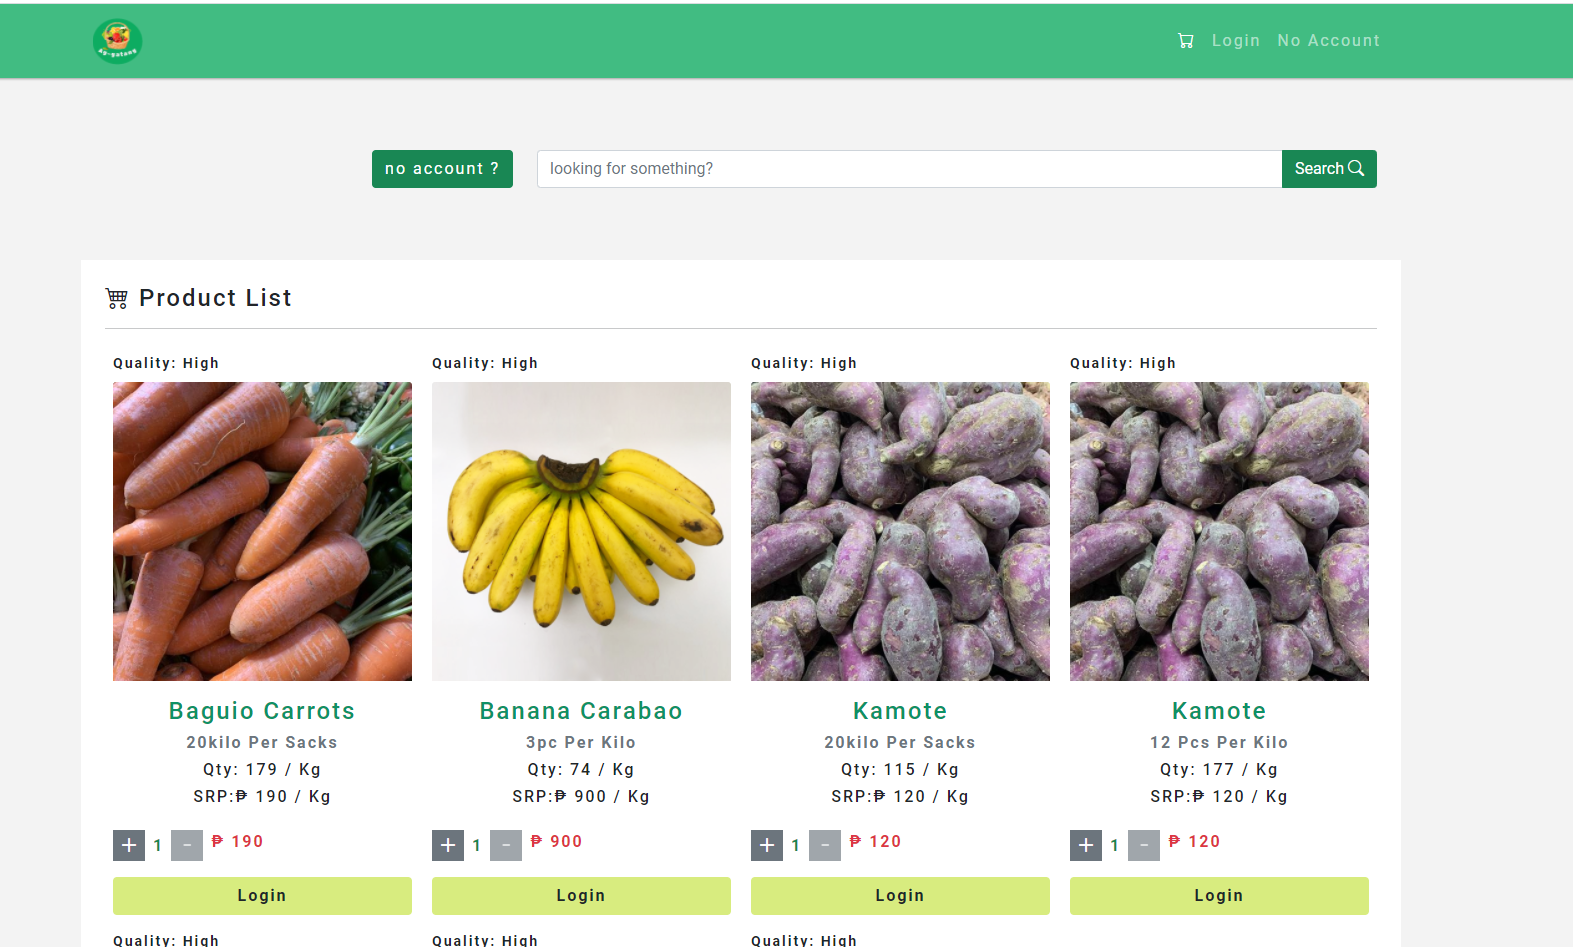 Login No Account
no account ? looking for something? Search
Product List
Quality: High Quality: High Quality: High Quality: High
Baguio Carrots Banana Carabao Kamote Kamote
20kilo Per Sacks 3pc Per Kilo 20kilo Per Sacks 12 Pcs Per Kilo
Qty: 179 / Kg Qty: 74 / Kg Qty: 115 / Kg Qty: 177 / Kg
SRP:₱ 190 / Kg SRP:₱ 900 / Kg SRP:₱ 120 / Kg SRP:₱ 120 / Kg
+ 1 - ₱ 190 + 1 - ₱ 900 + 1 - ₱ 120 + 1 - ₱ 120
Login Login Login Login
Quality: High Quality: High Quality: High